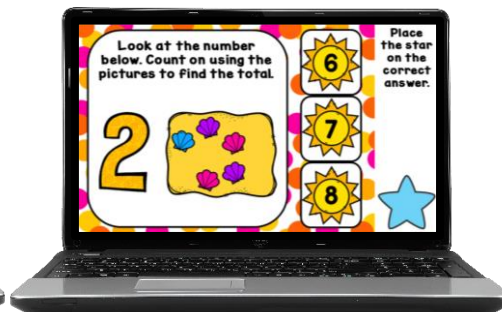 Look at the number
below. Count on using the
pictures to find the total.
2
6
7
8
Place
the star
on the
correct
answer.